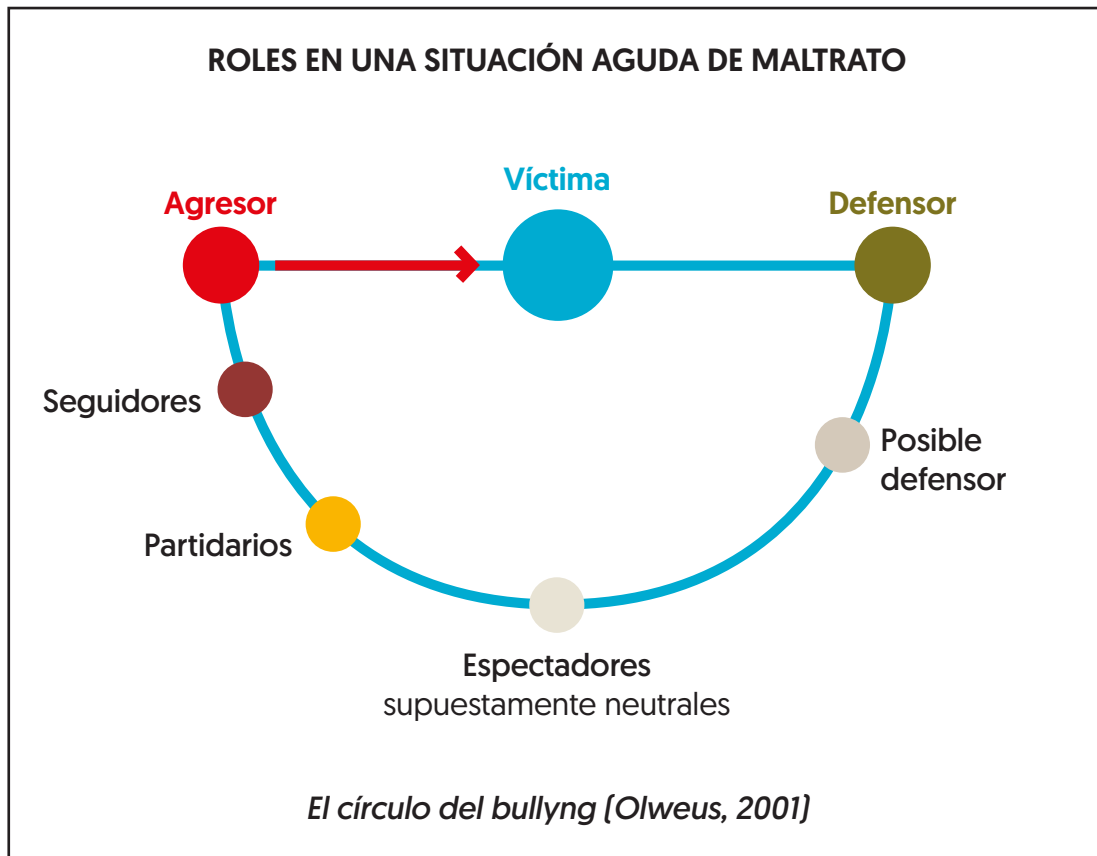 ROLES EN UNA SITUACIÓN AGUDA DE MALTRATO
Víctima
Agresor
Defensor
Seguidores
Posible
defensor
Partidarios
Espectadores
supuestamente neutrales
El círculo del bullyng (Olweus, 2001)